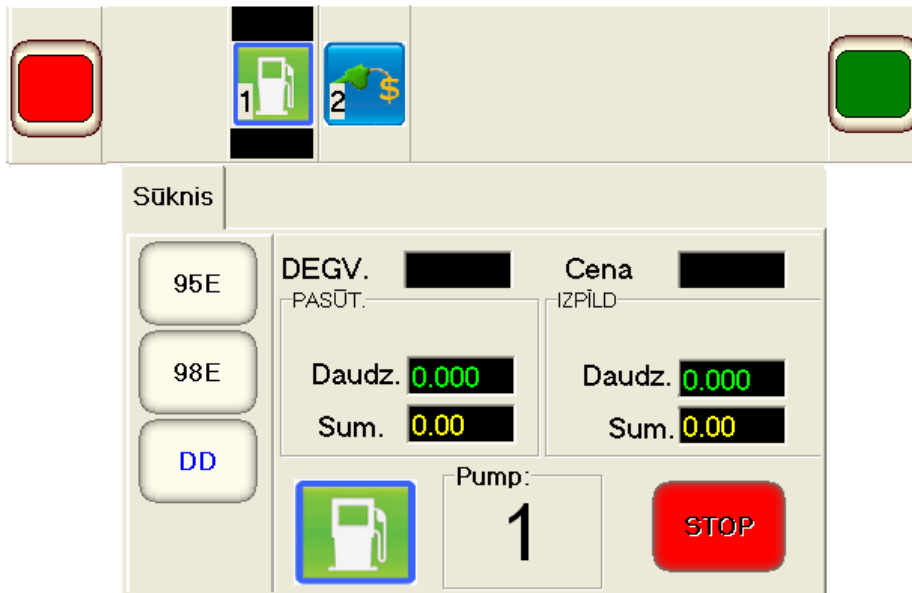 1
2 $
Sūknis
95E
98E
DD
DEGV.
Cena
PASŪT.
Daudz. 0.000
Sum. 0.00
IZPĪLD
Daudz. 0.000
Sum. 0.00
Pump:
1
STOP